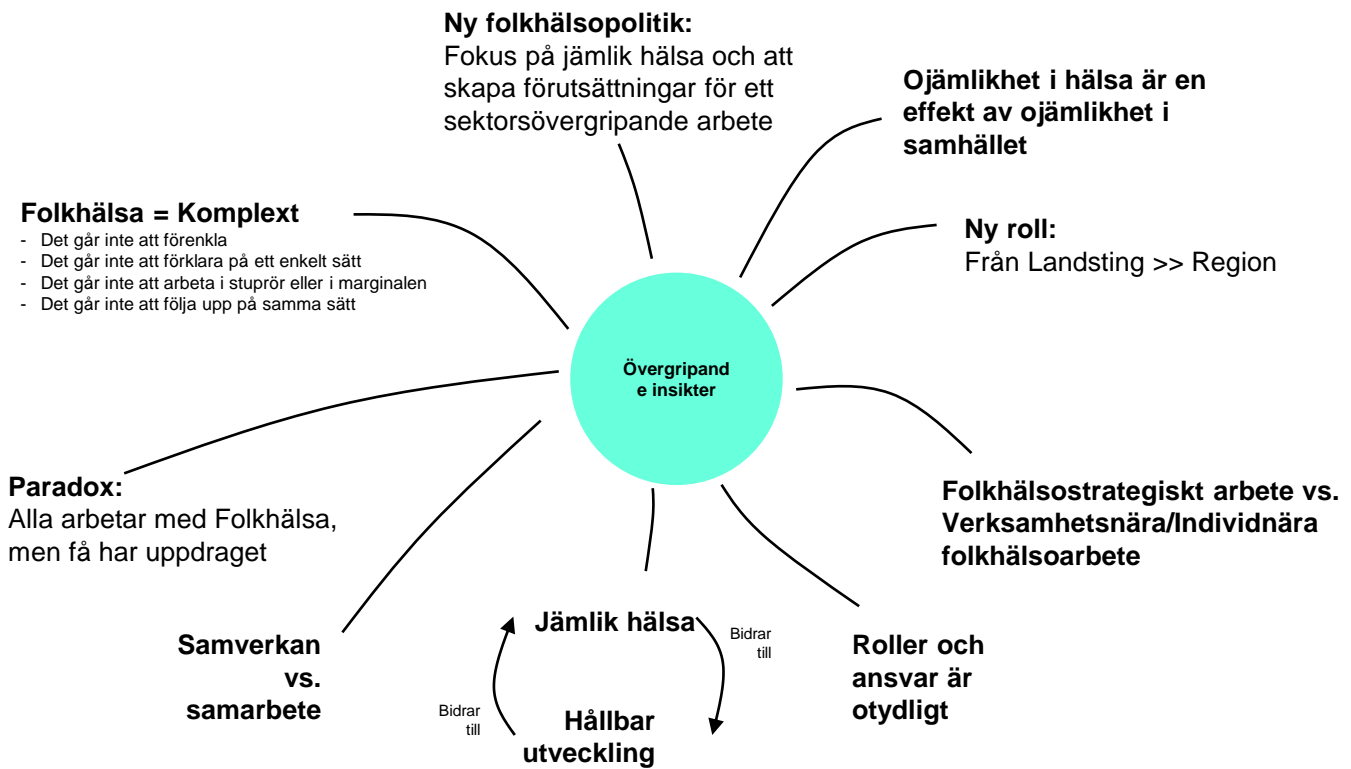 Ny folkhälsopolitik:
Fokus på jämlik hälsa och att
skapa förutsättningar för ett
sektorsövergripande arbete
Ojämlikhet i hälsa är en
effekt av ojämlikhet i
samhället
Folkhälsa = Komplext
- Det går inte att förenkla
- Det går inte att förklara på ett enkelt sätt
- Det går inte att arbeta i stuprör eller i marginalen
- Det går inte att följa upp på samma sätt
Ny roll:
Från Landsting >> Region
Övergripand
e insikter
Paradox:
Alla arbetar med Folkhälsa,
men få har uppdraget
Folkhälsostrategiskt arbete vs.
Verksamhetsnära/Individnära
folkhälsoarbete
Samverkan
vs.
samarbete
Jämlik hälsa
Bidrar
till
Bidrar
till
Hållbar
utveckling
Roller och
ansvar är
otydligt